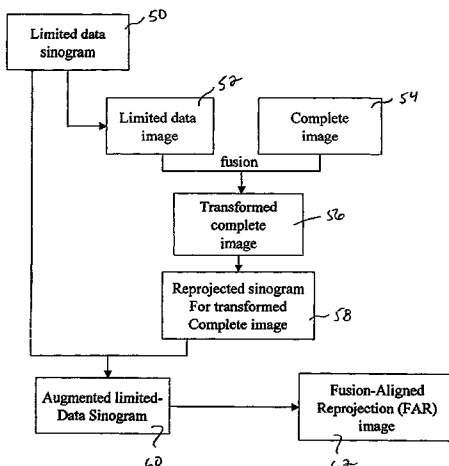 50
Limited data
sinogram
52
54
Limited data
image
Complete
image
fusion
Transformed
complete
image
56
Reprojected sinogram
For transformed
Complete image
58
Augmented limited-
Data Sinogram
Fusion-Aligned
Reprojection (FAR)
image
60
62